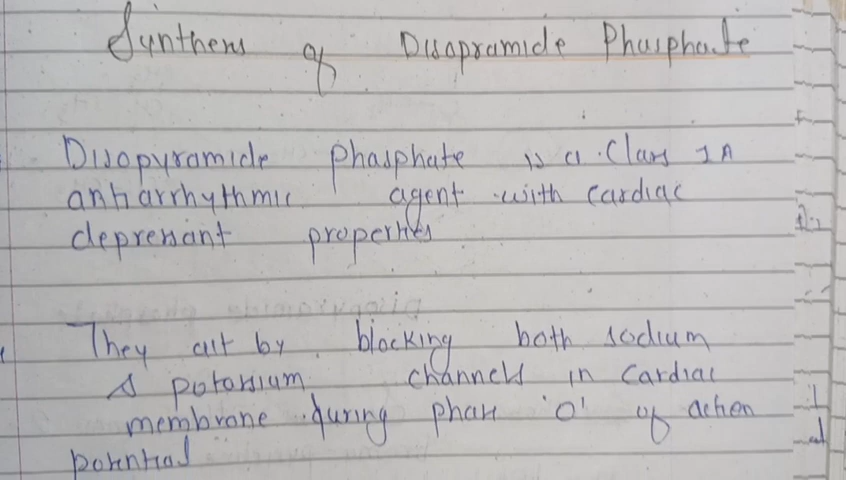 Synthesis of Disopramide Phosphate
Disopyramide phosphate is a Class IA
antiarrhythmic agent with cardiac
depressant properties
They act by blocking both sodium
& potassium channels in cardiac
membrane during phase 'O' of action
potential